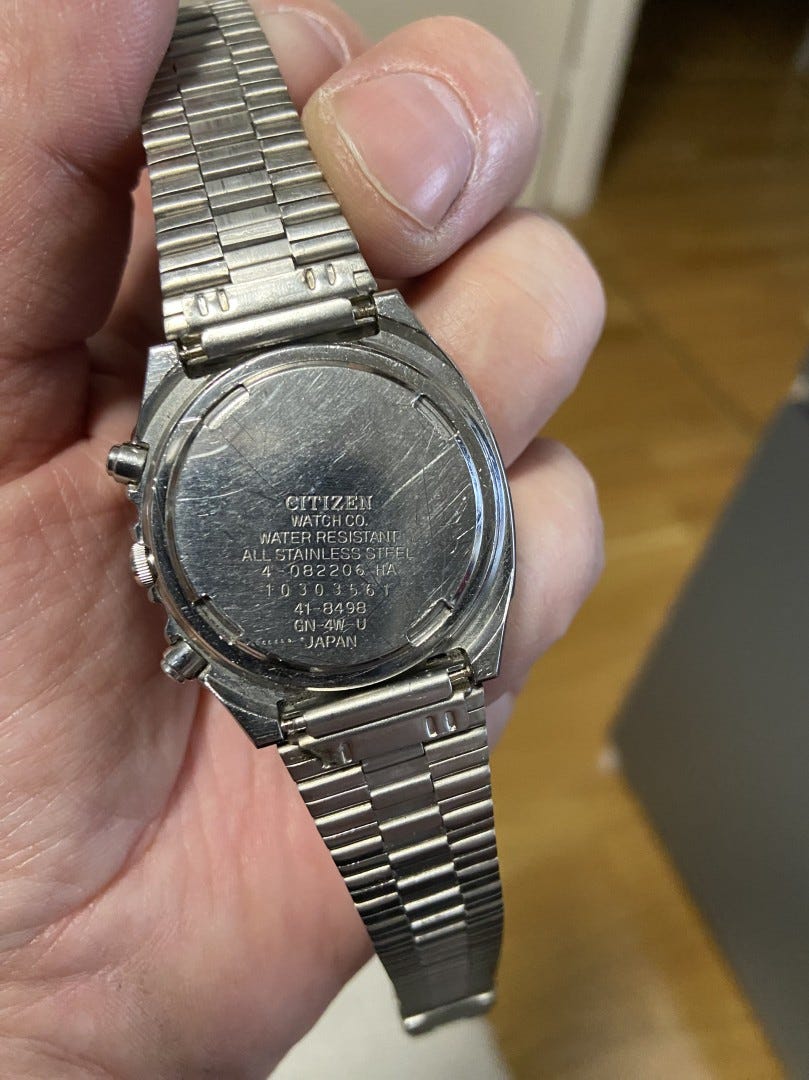 CITIZEN
WATCH CO.
WATER RESISTANT
ALL STAINLESS STEEL
4-082206 HA
10303561
41-8498
GN-4W-U
JAPAN